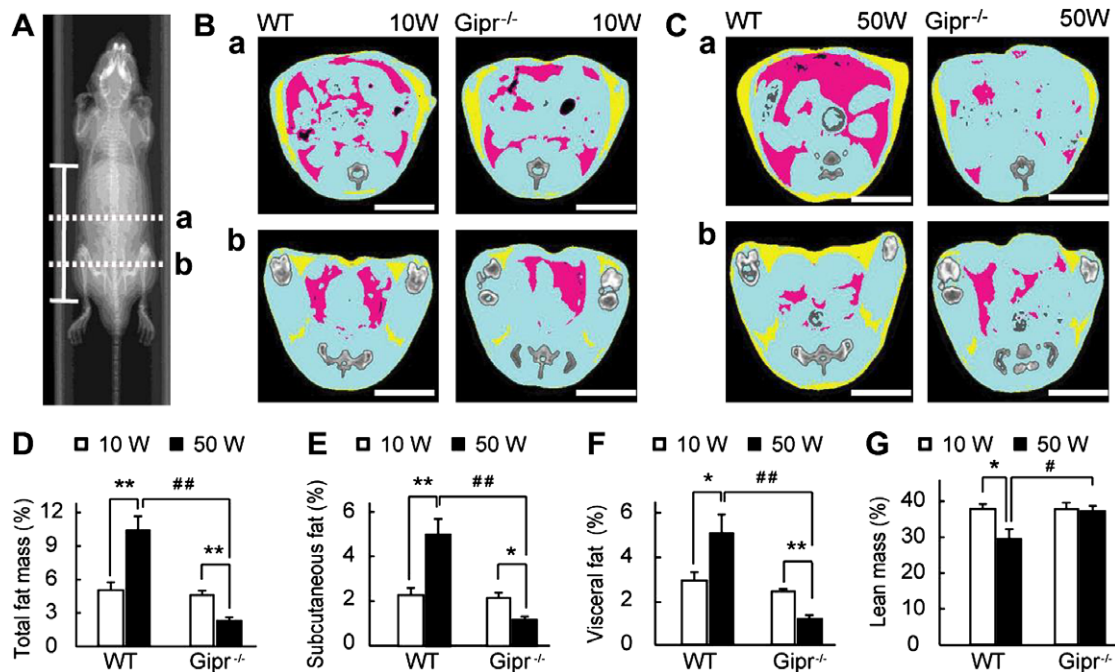 A
a
b
B
WT 10W Gipr-/- 10W
a
b
C
WT 50W Gipr-/- 50W
a
b
D
10 W 50 W
Total fat mass (%)
12
9
6
3
0
**
##
**
WT Gipr-/-
E
10 W 50 W
Subcutaneous fat (%)
6
4
2
0
**
##
*
WT Gipr-/-
F
10 W 50 W
Visceral fat (%)
6
4
2
0
*
##
**
WT Gipr-/-
G
10 W 50 W
Lean mass (%)
40
30
20
10
0
*
#
WT Gipr-/-